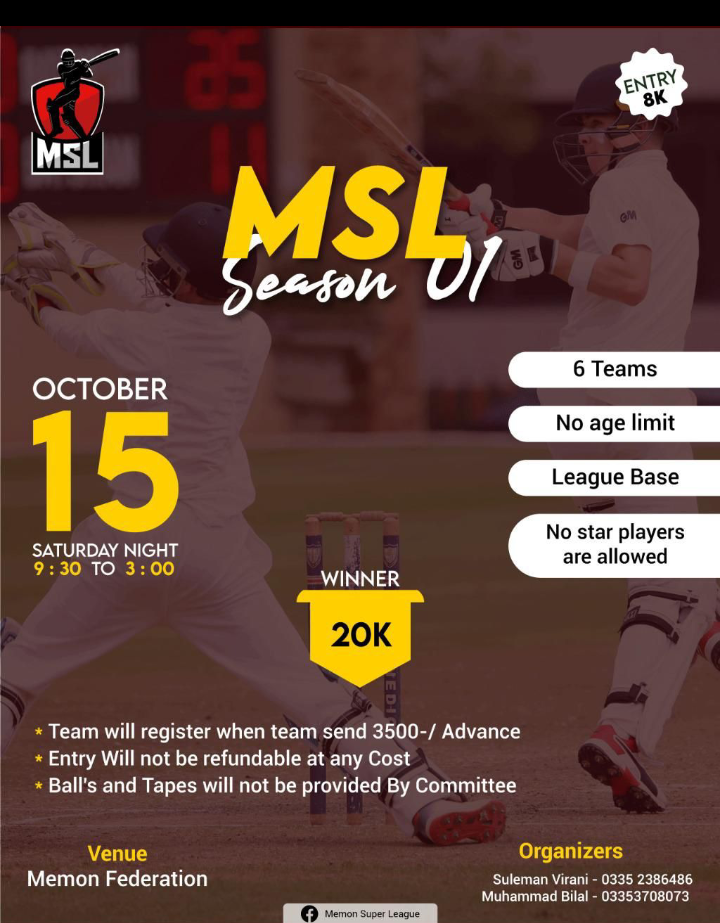 MSL
ENTRY
8K
MSL
Season 01
OCTOBER
15
SATURDAY NIGHT
9 : 30 TO 3 : 00
6 Teams
No age limit
League Base
No star players
are allowed
WINNER
20K
* Team will register when team send 3500-/ Advance
* Entry Will not be refundable at any Cost
* Ball's and Tapes will not be provided By Committee
Venue
Memon Federation
Organizers
Suleman Virani - 0335 2386486
Muhammad Bilal - 03353708073
Memon Super League
GM
GM